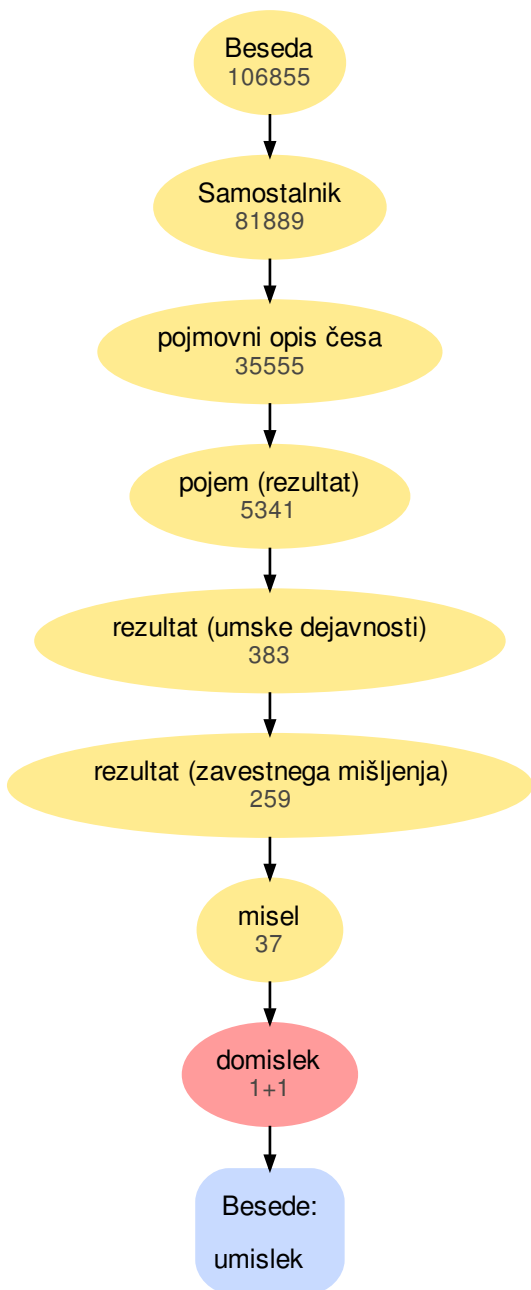 Beseda
106855
Samostalnik
81889
pojmovni opis česa
35555
pojem (rezultat)
5341
rezultat (umske dejavnosti)
383
rezultat (zavestnega mišljenja)
259
misel
37
domislek
1+1
Besede:
umislek